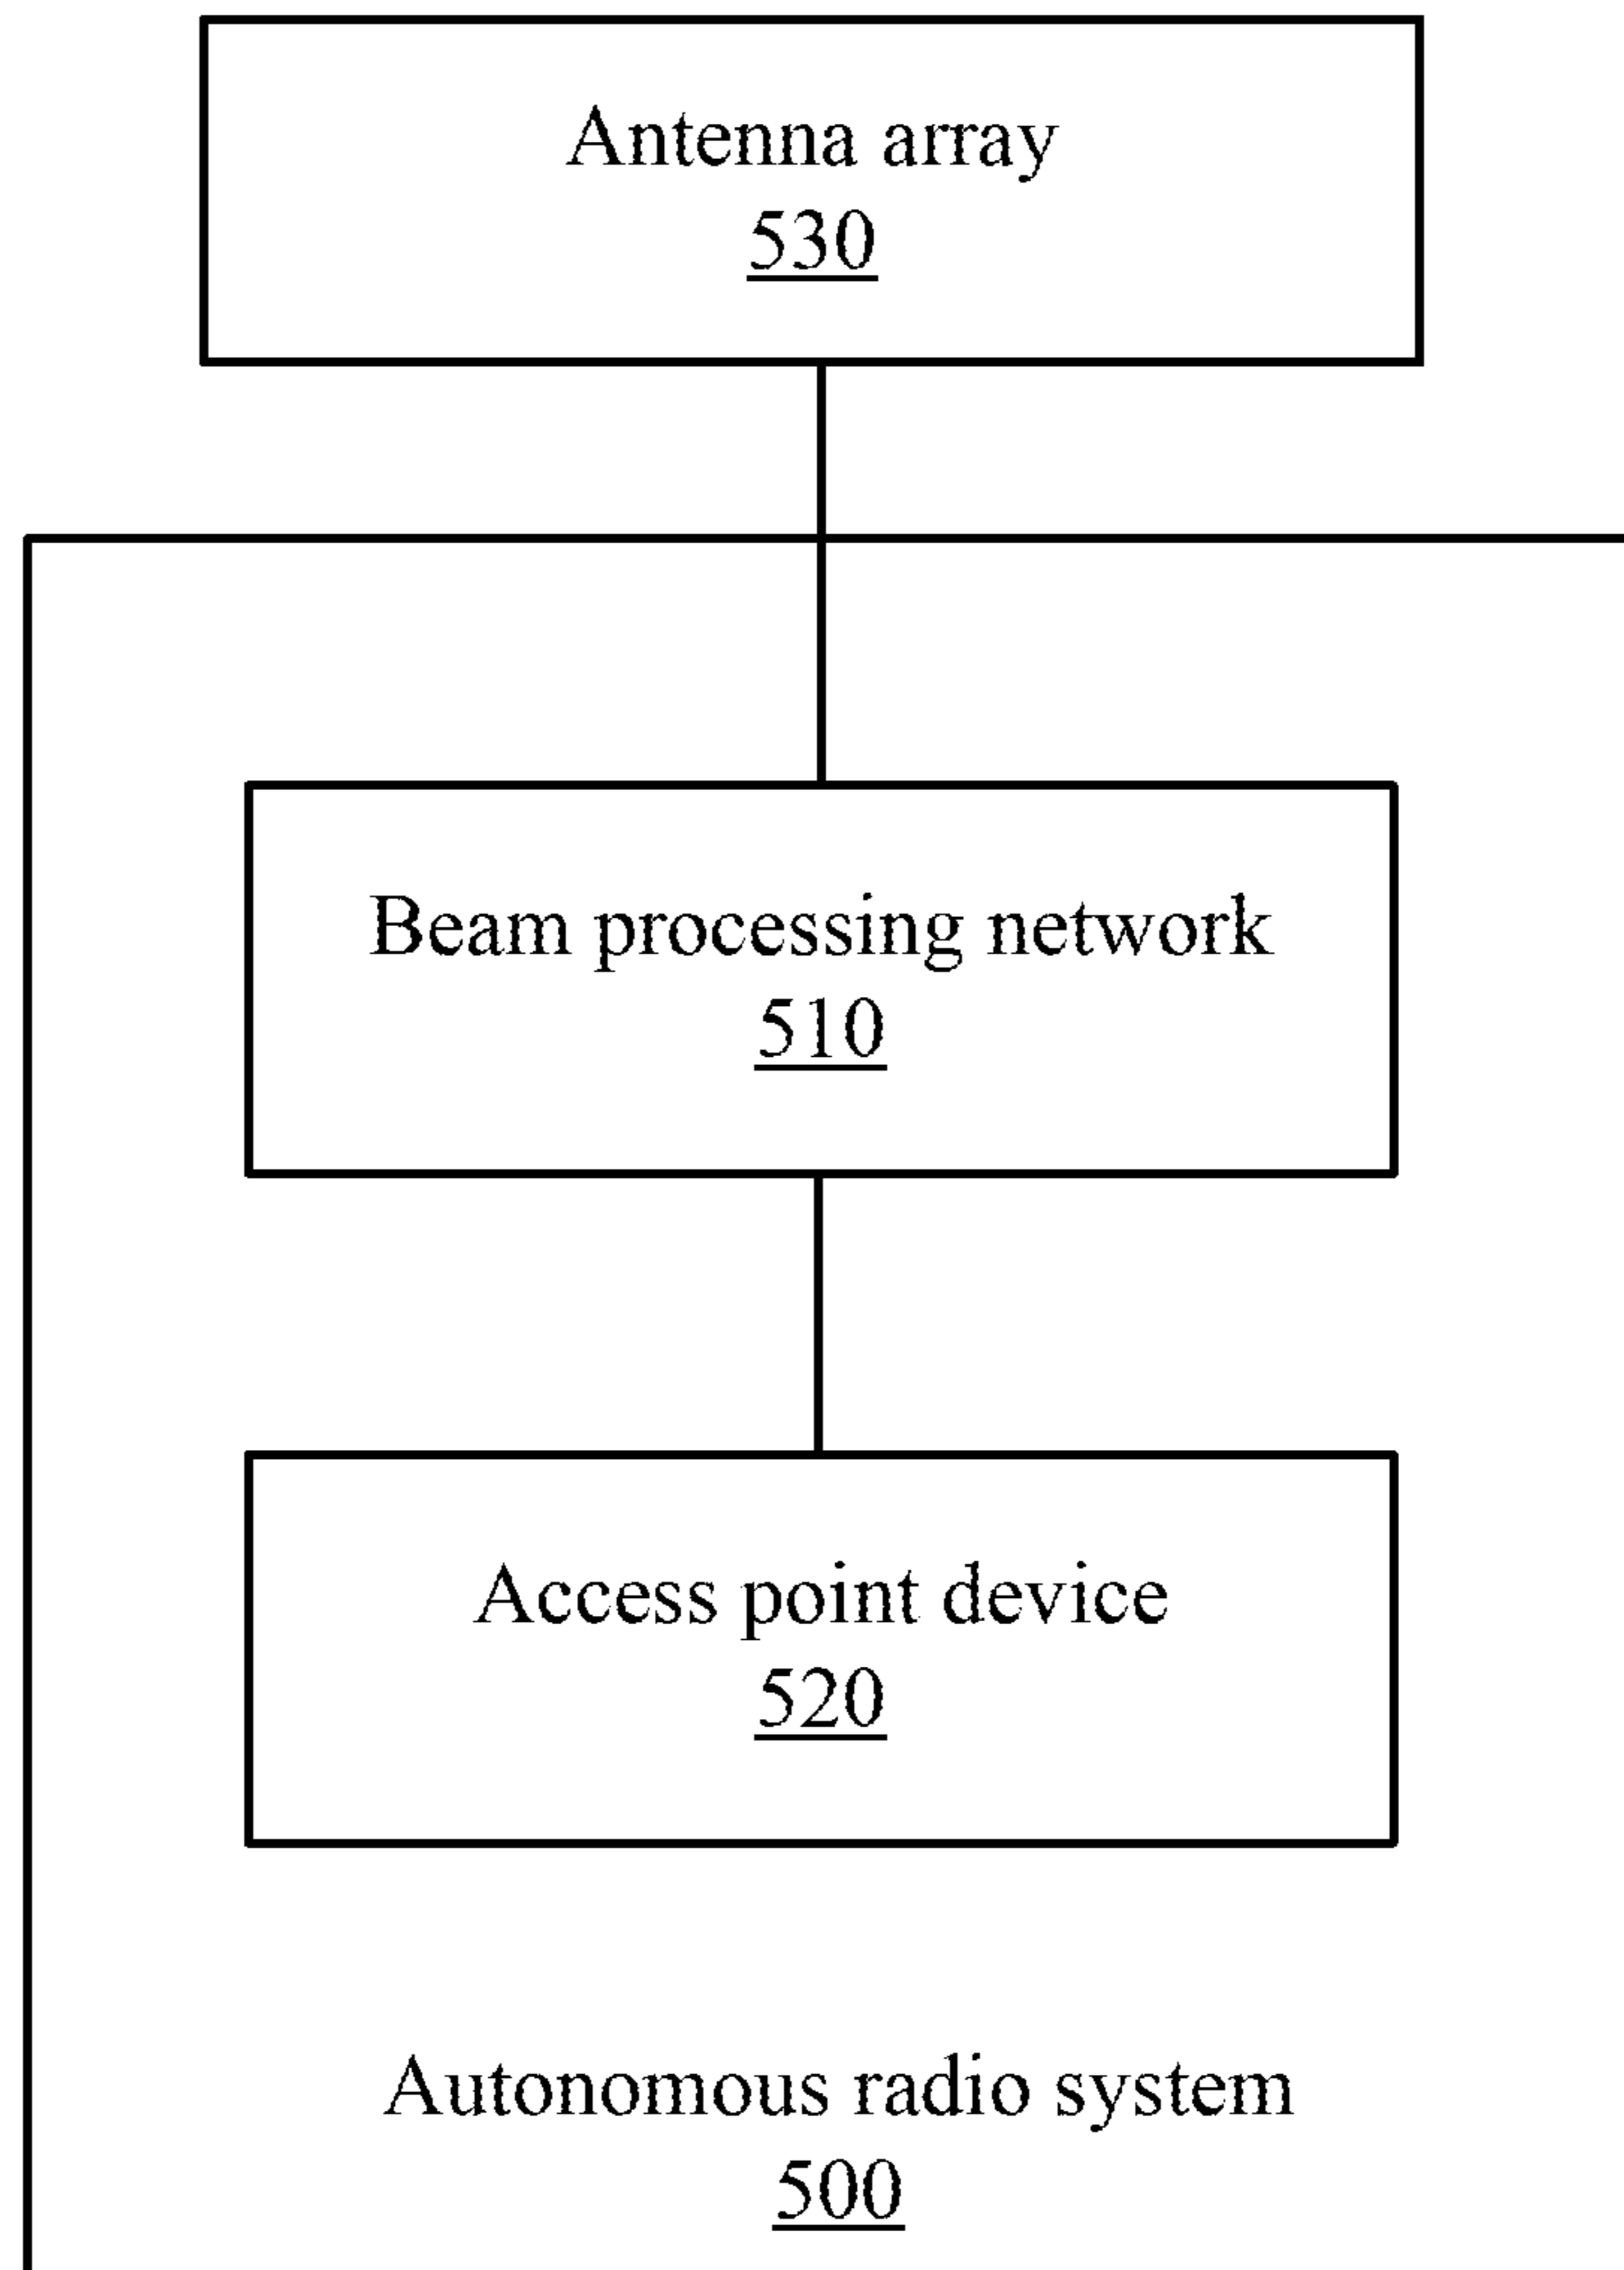 Antenna array
530
Beam processing network
510
Access point device
520
Autonomous radio system
500